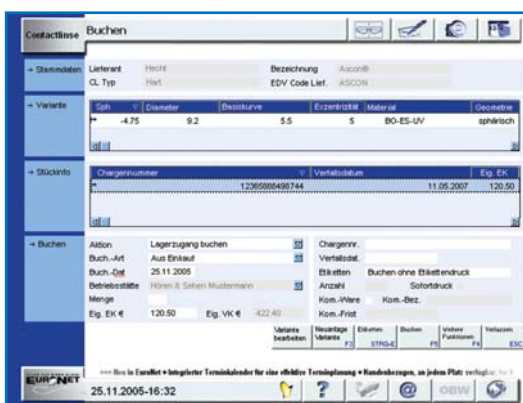 Contactlinse Buchen
→ Stammdaten Lieferant Hecht Bezeichnung Ascon®
CL Typ Hart EDV Code Lief. ASCON
→ Variante Sph Diameter Basiskurve Exzentrizität Material Geometrie
-4.75 9.2 5.5 5 BO-ES-UV sphärisch
→ Stückinfo Chargennummer Verfallsdatum Eig. EK
12365888498744 11.05.2007 120.50
→ Buchen Aktion Lagerzugang buchen Chargennr.
Buch.-Art Aus Einkauf Verfallsdat.
Buch.-Dat 25.11.2005 Etiketten Buchen ohne Etikettendruck
Betriebsstätte Hören & Sehen Mustermann Anzahl Sofortdruck
Menge Kom.-Ware Kom.-Bez.
Eig. EK € 120.50 Eig. VK € 422.40 Kom.-Frist
Variante bearbeiten Neuanlage Variante F3 Etiketten STRG-E Buchen F5 Weitere Funktionen F4 Verlassen ESC
+++ Neu in EuroNet + Integrierter Terminkalender für eine effektive Terminplanung + Kundenbezogen, an jedem Platz verfügbar,
EURONET 25.11.2005-16:32 ? @ OBW